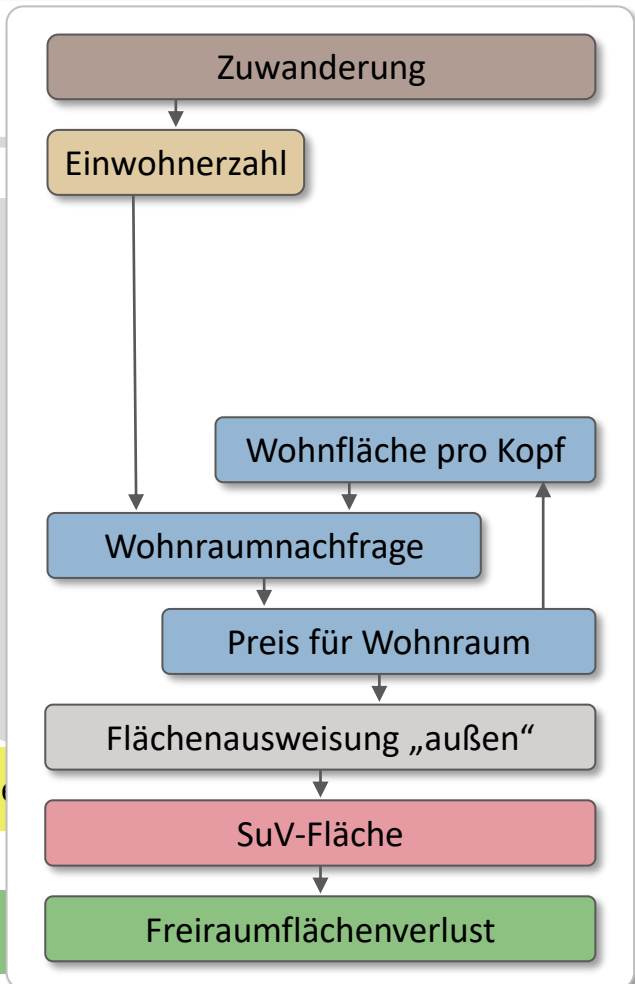 Zuwanderung
Einwohnerzahl
Wohnfläche pro Kopf
Wohnraumnachfrage
Preis für Wohnraum
Flächenausweisung „außen“
SuV-Fläche
Freiraumflächenverlust